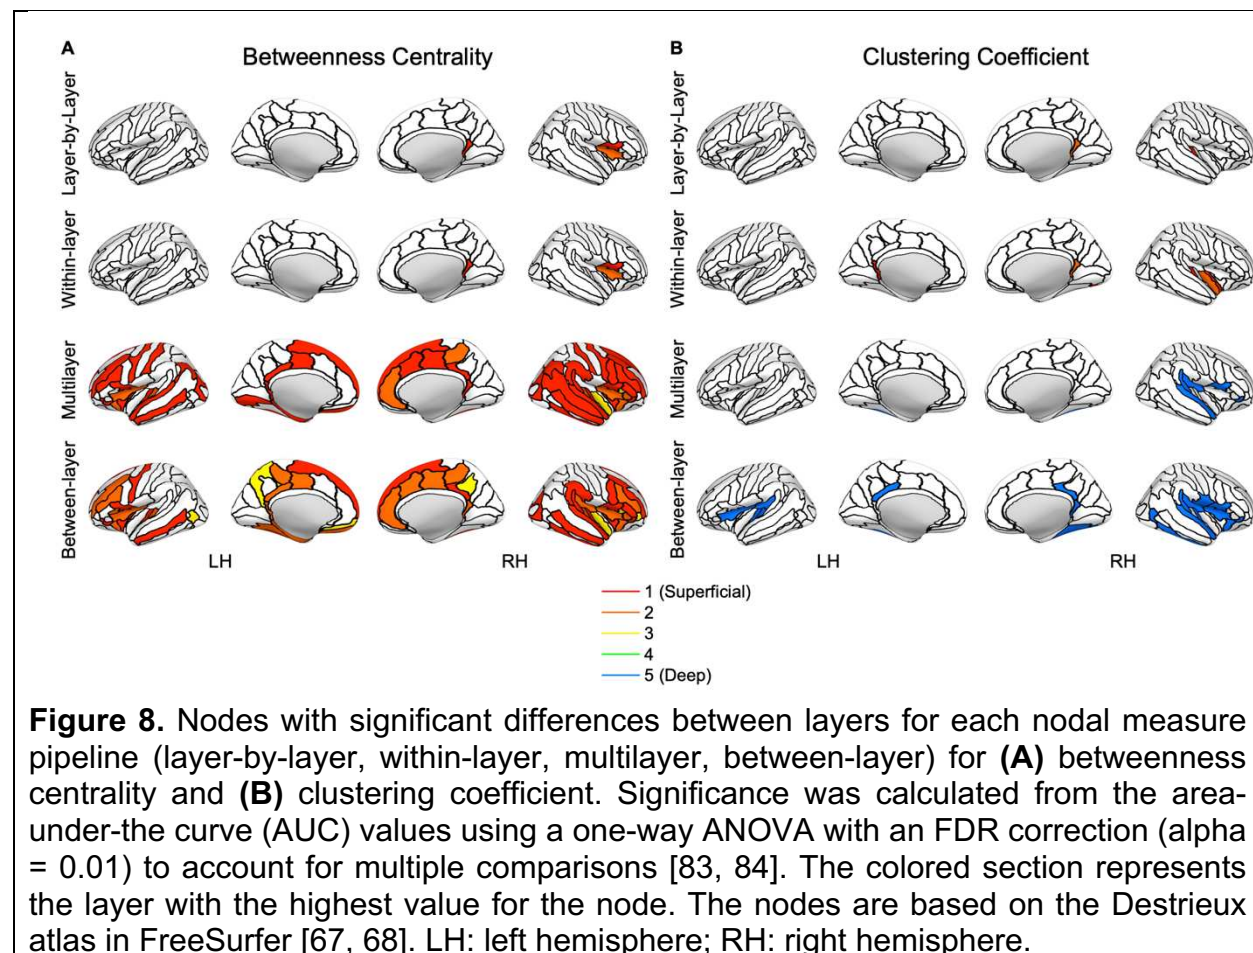 A
Betweenness Centrality
B
Clustering Coefficient
Layer-by-Layer
Layer-by-Layer
Within-layer
Within-layer
Multilayer
Multilayer
Between-layer
Between-layer
LH
RH
LH
RH
1 (Superficial)
2
3
4
5 (Deep)
Figure 8. Nodes with significant differences between layers for each nodal measure
pipeline (layer-by-layer, within-layer, multilayer, between-layer) for (A) betweenness
centrality and (B) clustering coefficient. Significance was calculated from the area-
under-the curve (AUC) values using a one-way ANOVA with an FDR correction (alpha
= 0.01) to account for multiple comparisons [83, 84]. The colored section represents
the layer with the highest value for the node. The nodes are based on the Destrieux
atlas in FreeSurfer [67, 68]. LH: left hemisphere; RH: right hemisphere.